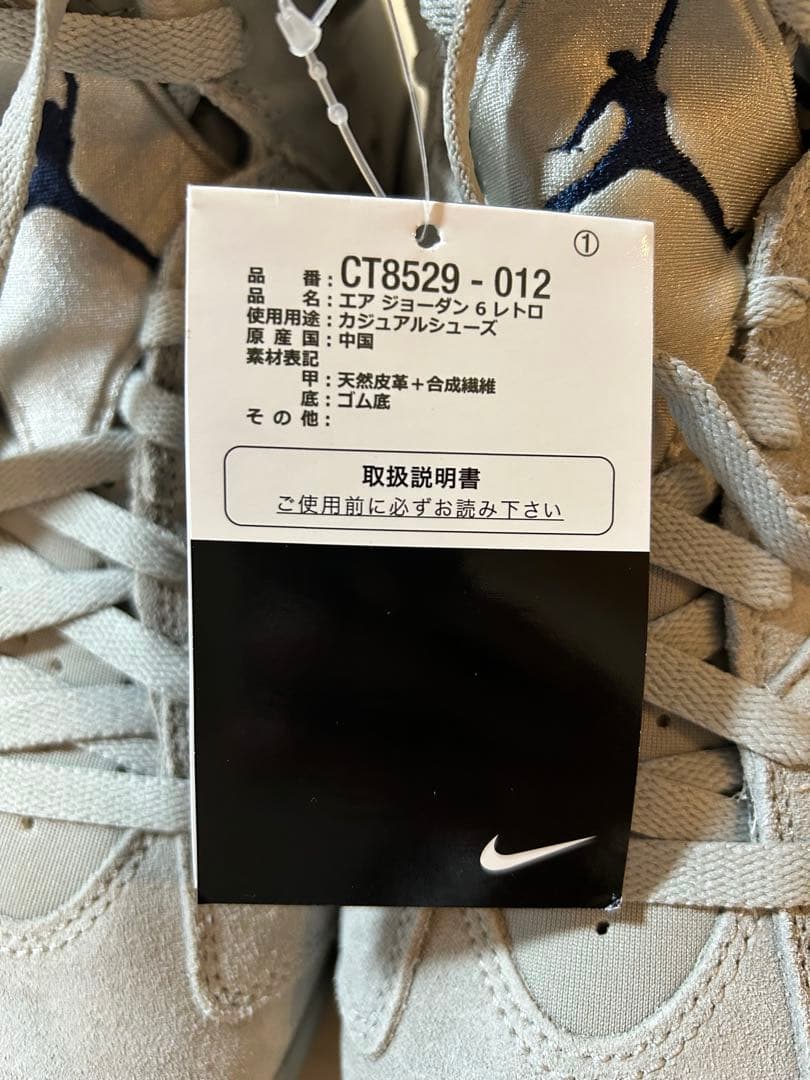 ①
品番：CT8529-012
品名：エア ジョーダン 6 レトロ
使用用途：カジュアルシューズ
原産国：中国
素材表記
甲：天然皮革＋合成繊維
底：ゴム底
その他：
取扱説明書
ご使用前に必ずお読み下さい